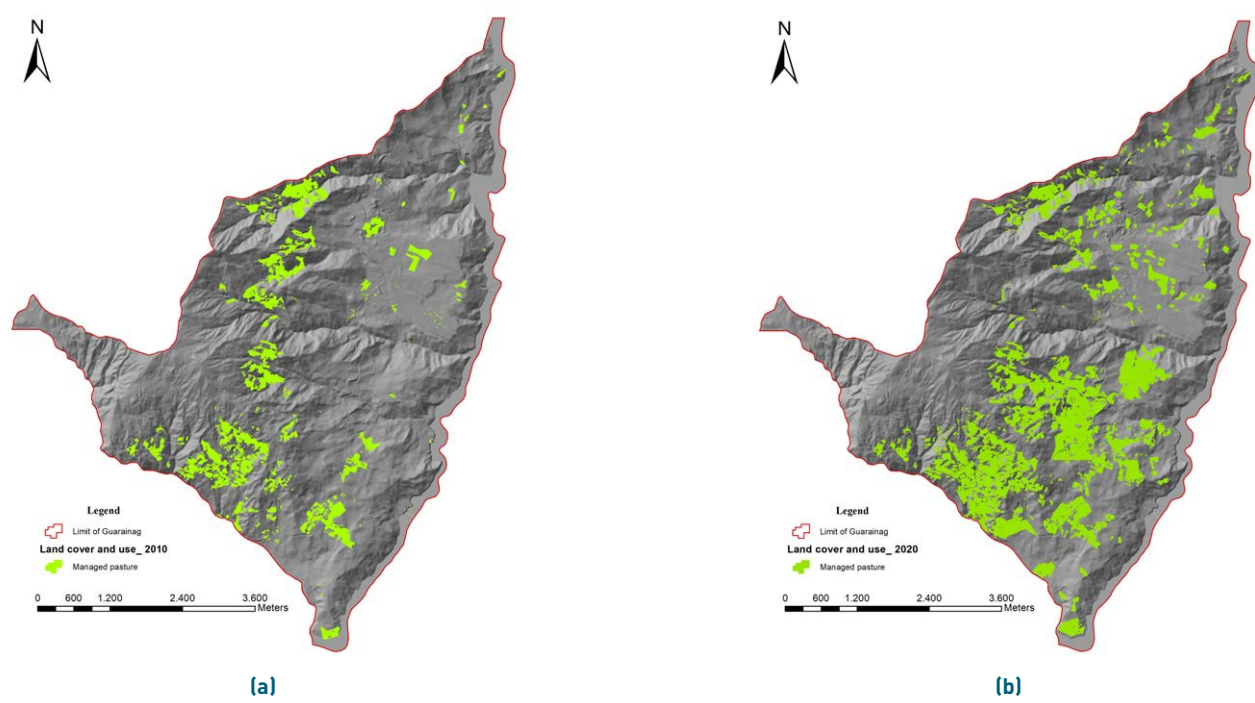 N
Legend
Limit of Guarainag
Land cover and use_ 2010
Managed pasture
0 600 1.200 2.400 3.600
Meters
(a)
N
Legend
Limit of Guarainag
Land cover and use_ 2020
Managed pasture
0 600 1.200 2.400 3.600
Meters
(b)